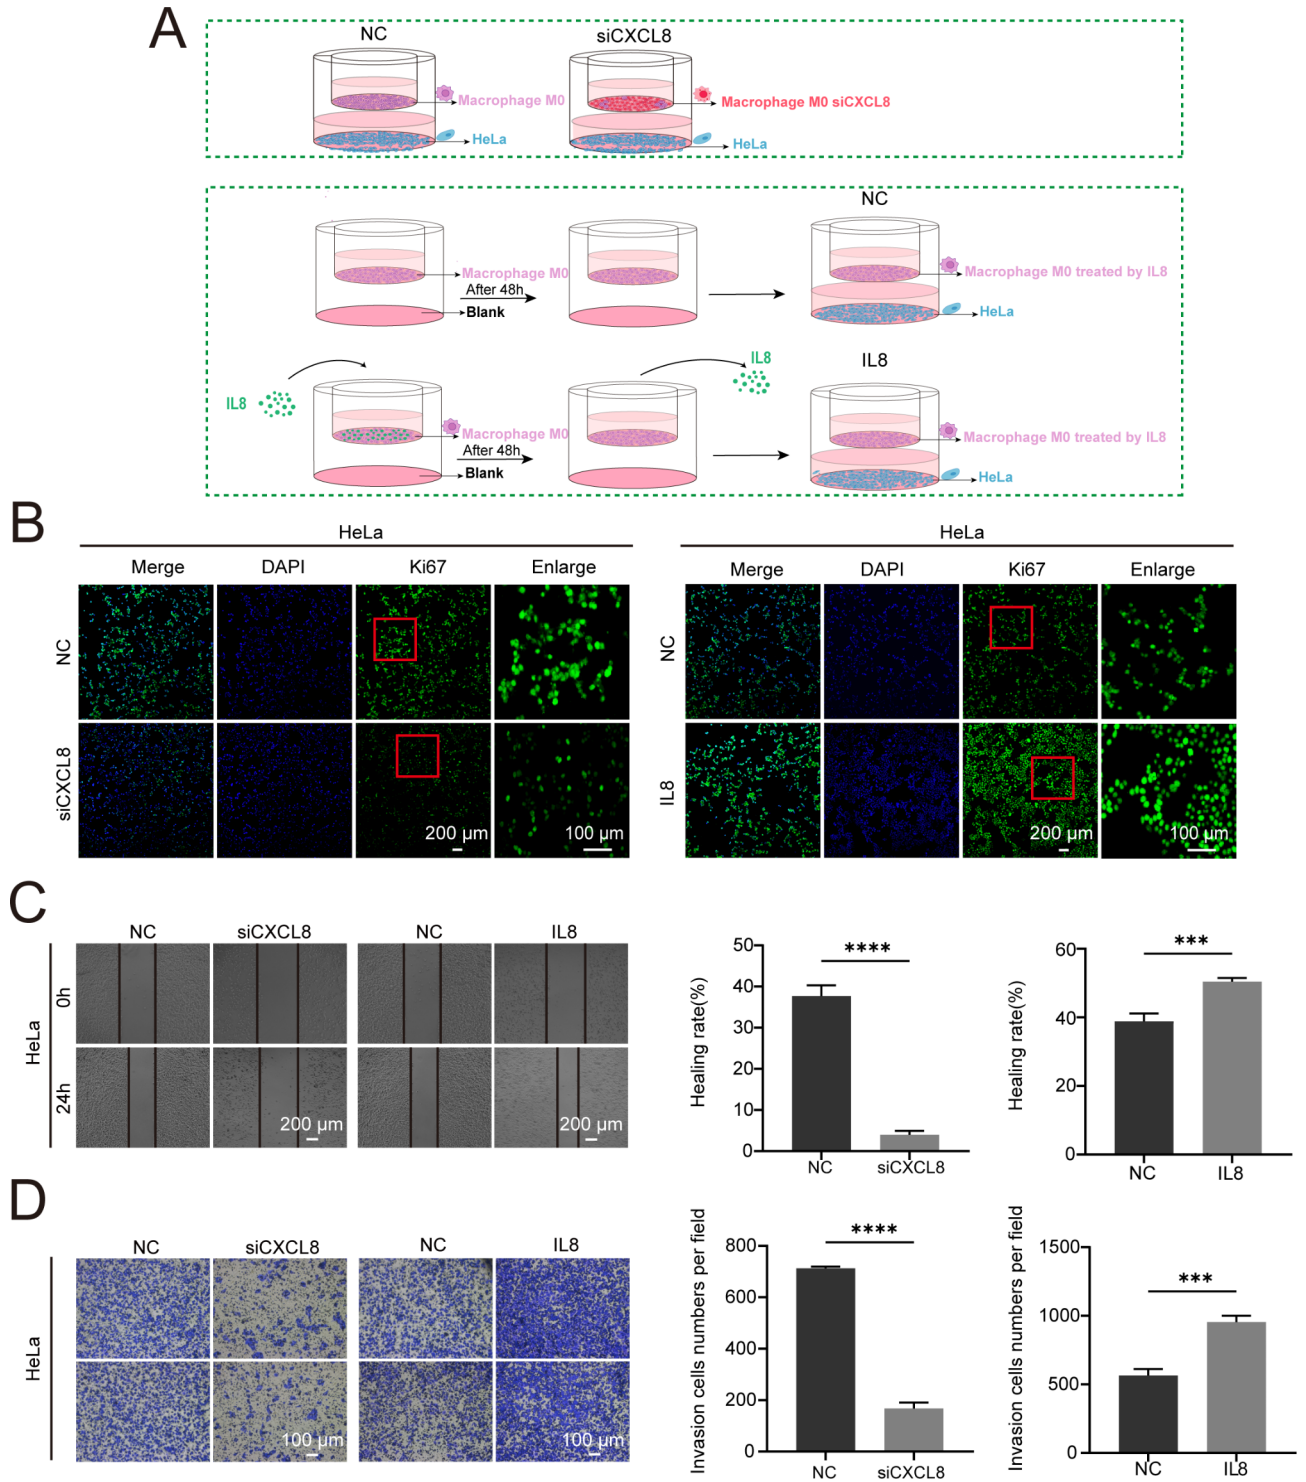 A
NC
siCXCL8
Macrophage M0
Macrophage M0 siCXCL8
HeLa
HeLa
NC
Macrophage M0
After 48h
Blank
Macrophage M0 treated by IL8
HeLa
IL8
IL8
IL8
Macrophage M0
After 48h
Blank
Macrophage M0 treated by IL8
HeLa
B
HeLa
Merge DAPI Ki67 Enlarge
NC
siCXCL8
200 μm
100 μm
HeLa
Merge DAPI Ki67 Enlarge
NC
IL8
200 μm
100 μm
C
NC siCXCL8 NC IL8
HeLa
0h
24h
200 μm
200 μm
Healing rate(%)
50
40
30
20
10
0
****
NC siCXCL8
Healing rate(%)
60
40
20
0
***
NC IL8
D
NC siCXCL8 NC IL8
HeLa
100 μm
100 μm
Invasion cells numbers per field
800
600
400
200
0
****
NC siCXCL8
Invasion cells numbers per field
1500
1000
500
0
***
NC IL8